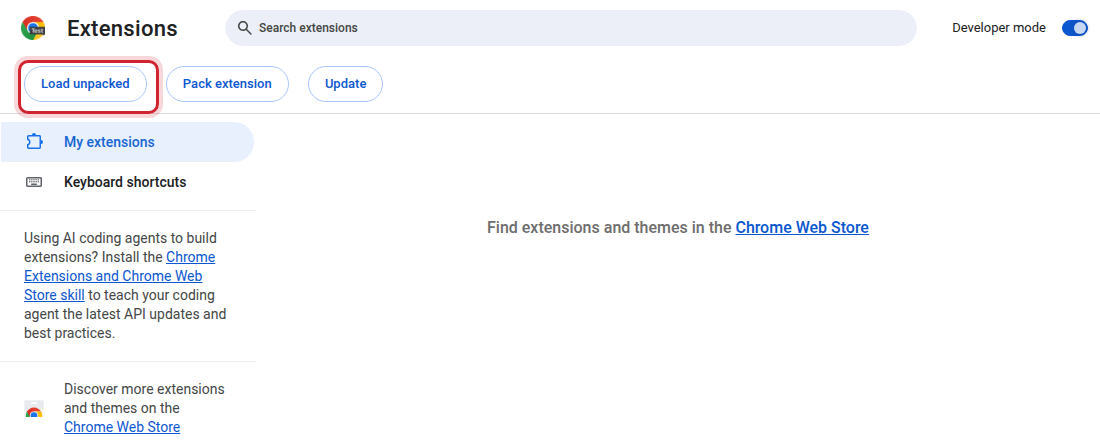 Test
Extensions
Search extensions
Developer mode
Load unpacked
Pack extension
Update
My extensions
Keyboard shortcuts
Using AI coding agents to build
extensions? Install the Chrome
Extensions and Chrome Web
Store skill to teach your coding
agent the latest API updates and
best practices.
Discover more extensions
and themes on the
Chrome Web Store
Find extensions and themes in the Chrome Web Store